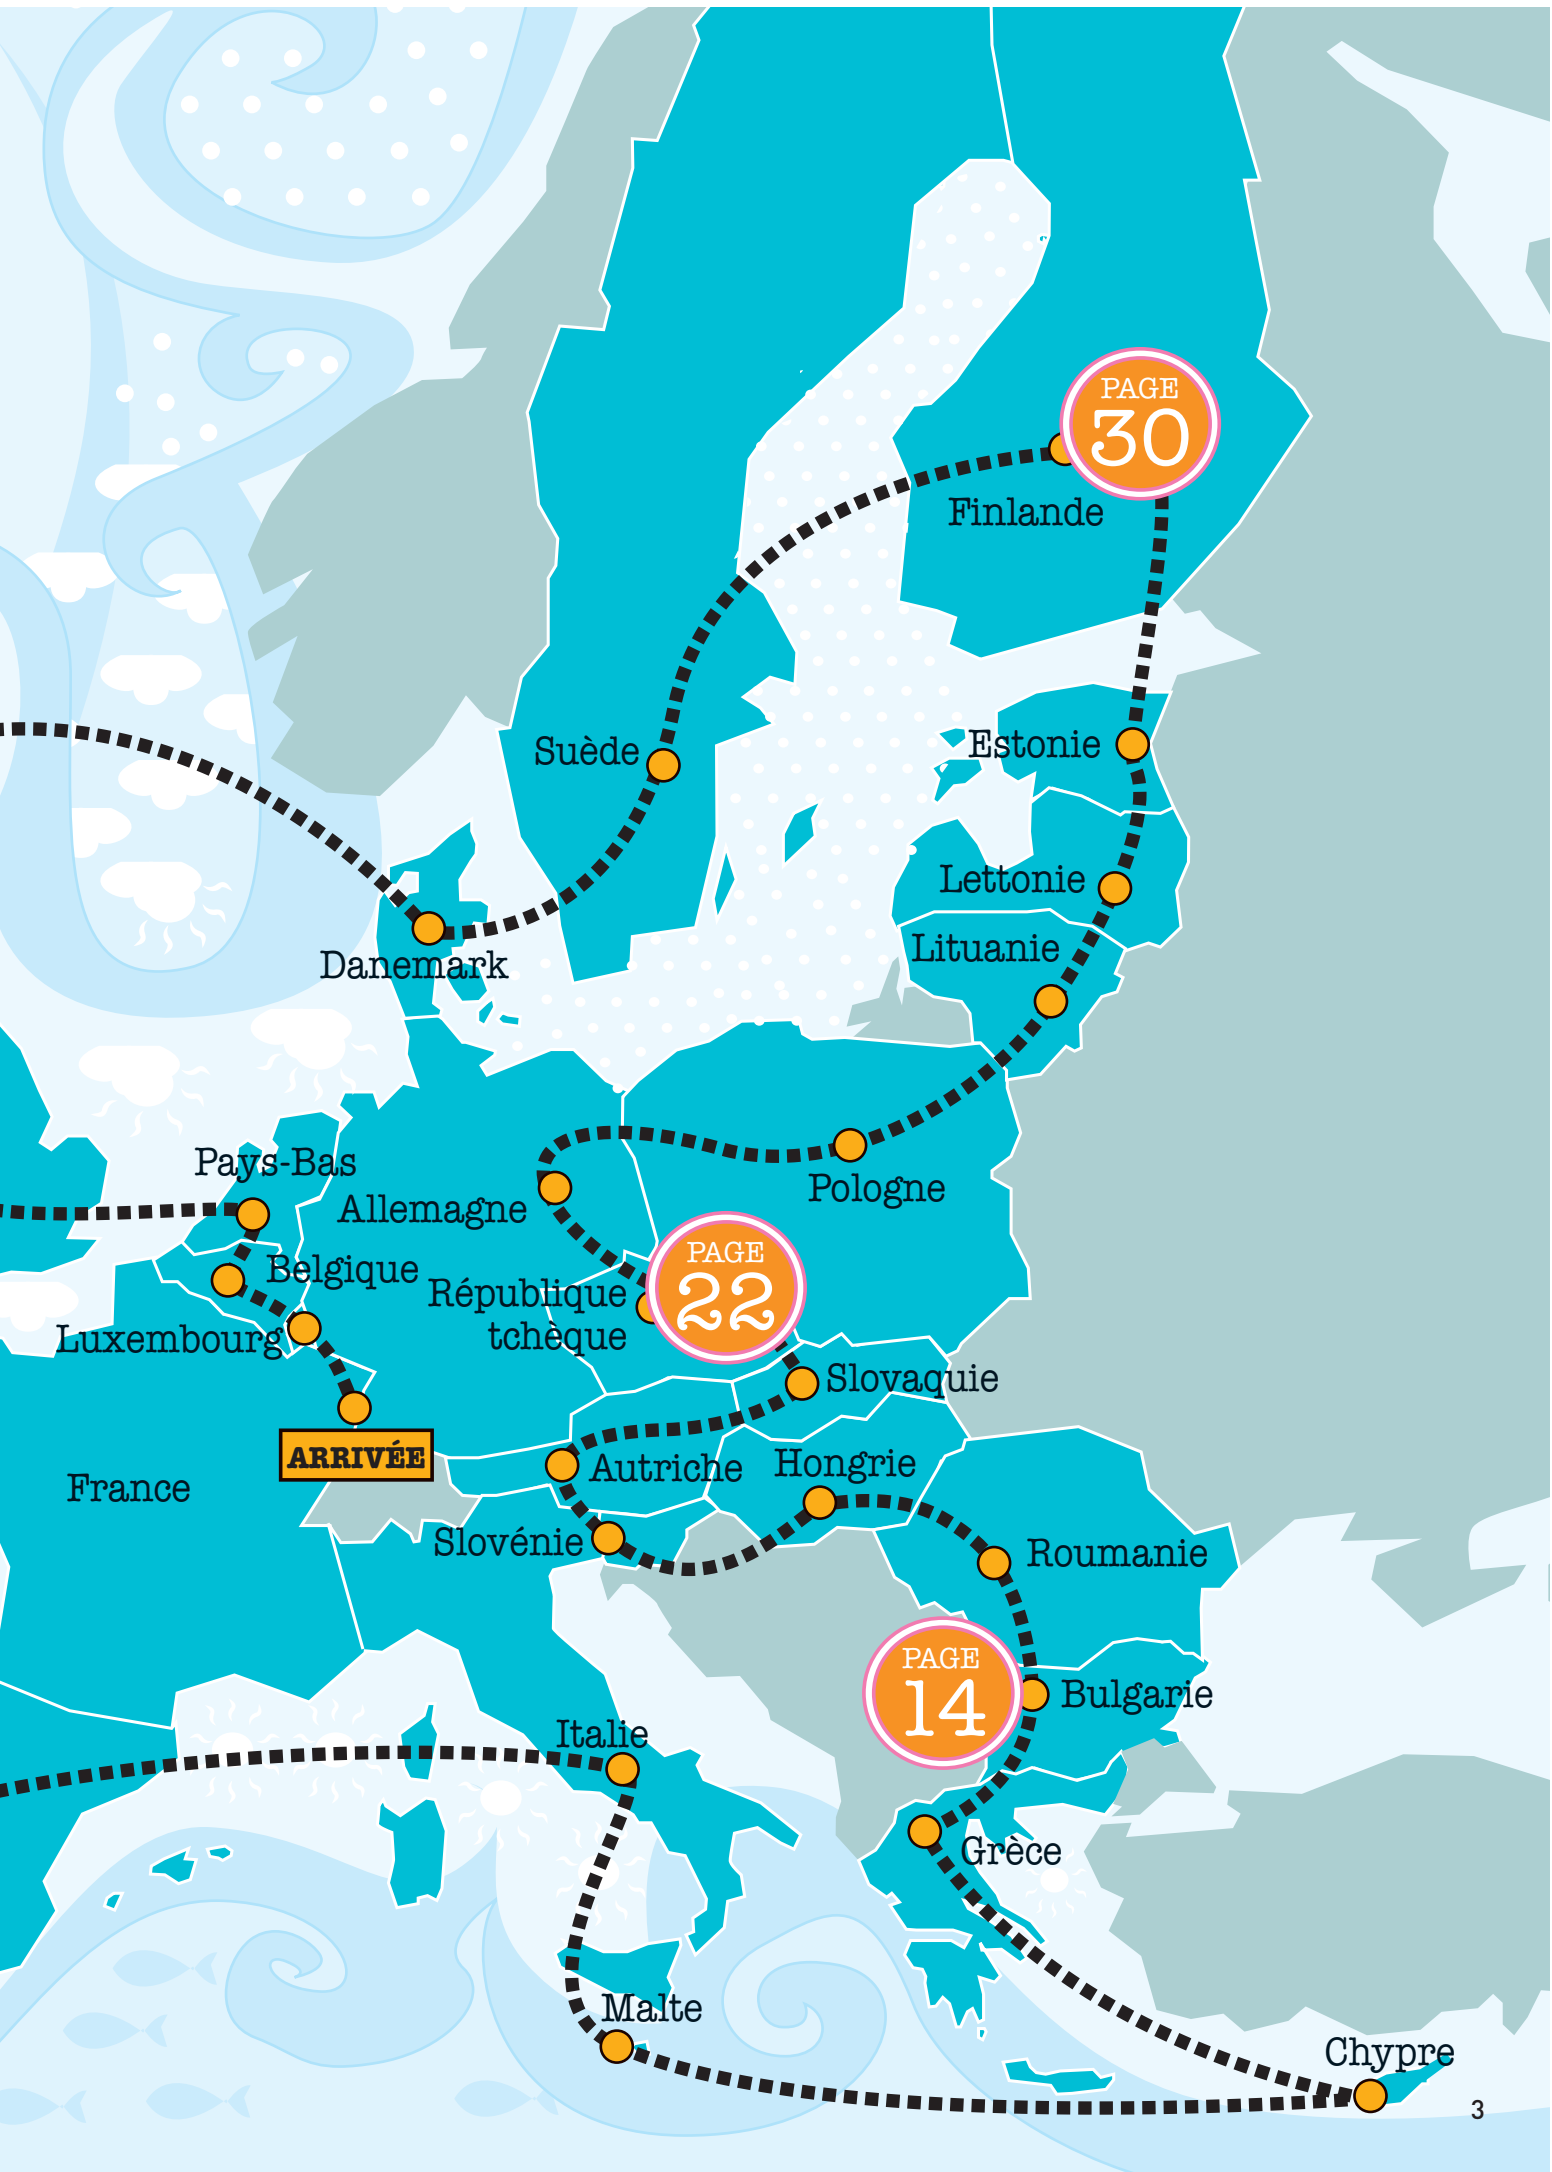 PAGE
30
Finlande
Suède
Estonie
Lettonie
Lituanie
Danemark
Pays-Bas
Pologne
Allemagne
PAGE
22
Belgique
République
tchèque
Luxembourg
Slovaquie
ARRIVÉE
Autriche
Hongrie
France
Slovénie
Roumanie
PAGE
14
Bulgarie
Italie
Grèce
Malte
Chypre
3